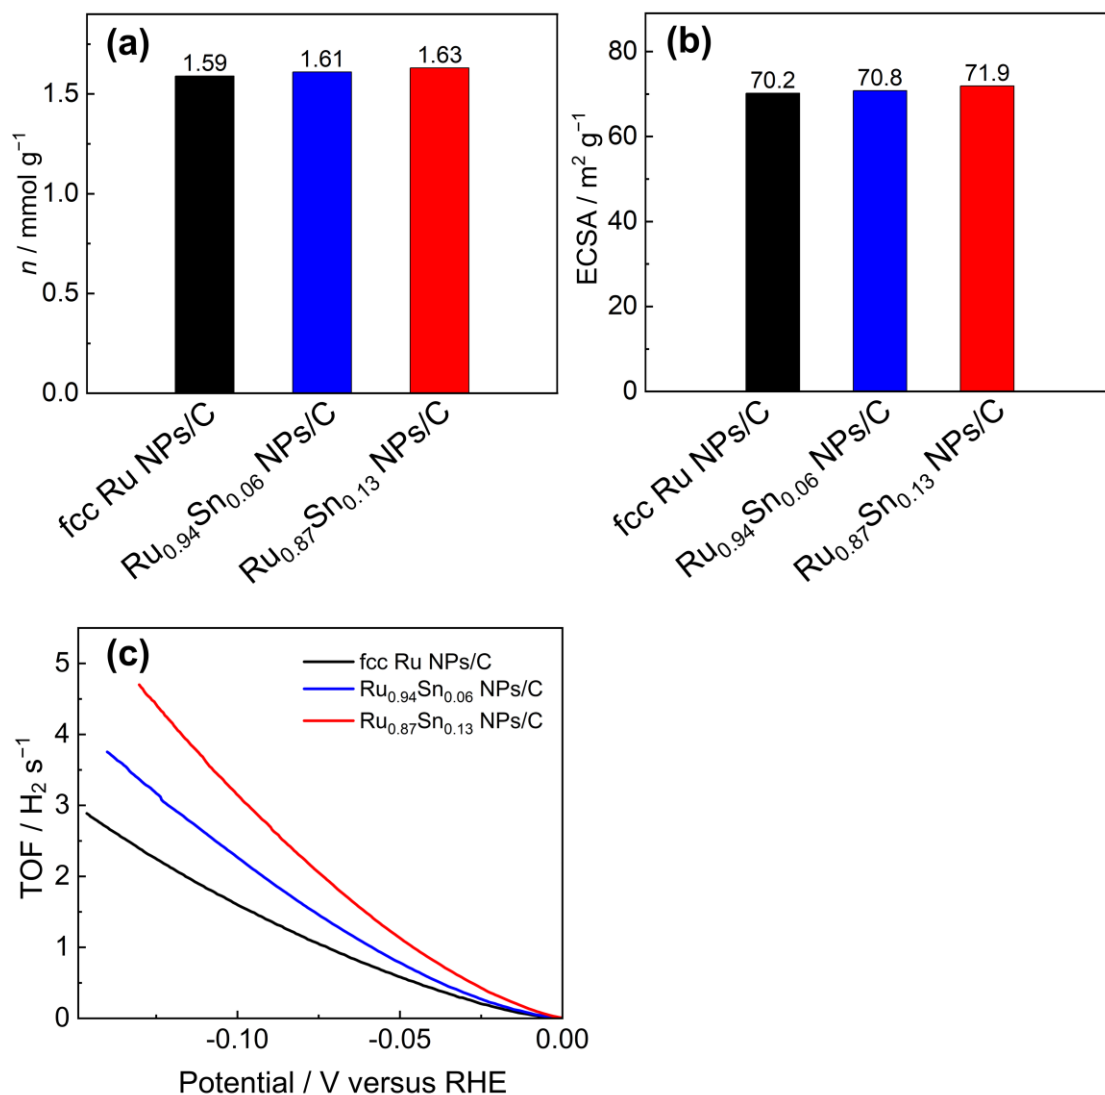 (a)
1.59
1.61
1.63
1.5
1.0
0.5
0.0
n / mmol g⁻¹
fcc Ru NPs/C
Ru₀.₉₄Sn₀.₀₆ NPs/C
Ru₀.₈₇Sn₀.₁₃ NPs/C
(b)
70.2
70.8
71.9
80
60
40
20
0
ECSA / m² g⁻¹
fcc Ru NPs/C
Ru₀.₉₄Sn₀.₀₆ NPs/C
Ru₀.₈₇Sn₀.₁₃ NPs/C
(c)
fcc Ru NPs/C
Ru₀.₉₄Sn₀.₀₆ NPs/C
Ru₀.₈₇Sn₀.₁₃ NPs/C
5
4
3
2
1
0
TOF / H₂ s⁻¹
-0.10
-0.05
0.00
Potential / V versus RHE